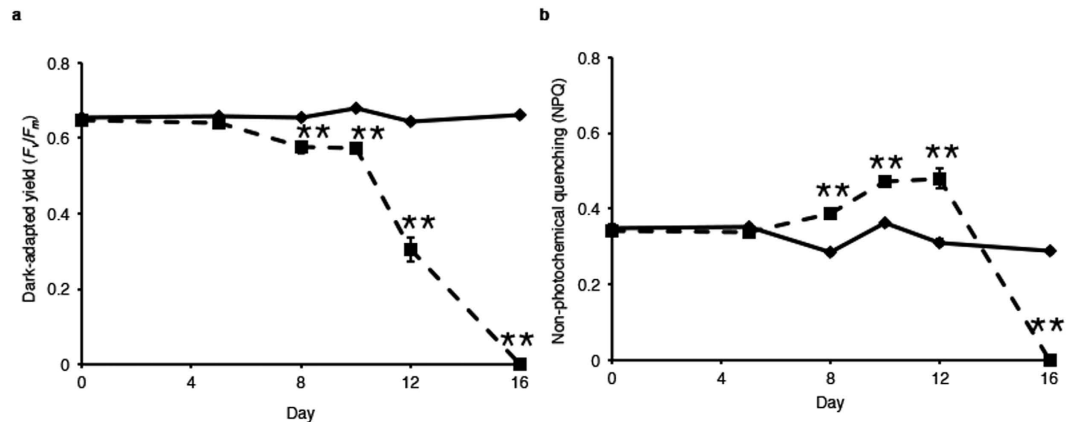 a
Dark-adapted yield (Fv/Fm)
0.8
0.6
0.4
0.2
0
** ** ** **
0 4 8 12 16
Day
b
Non-photochemical quenching (NPQ)
0.8
0.6
0.4
0.2
0
** ** ** **
0 4 8 12 16
Day